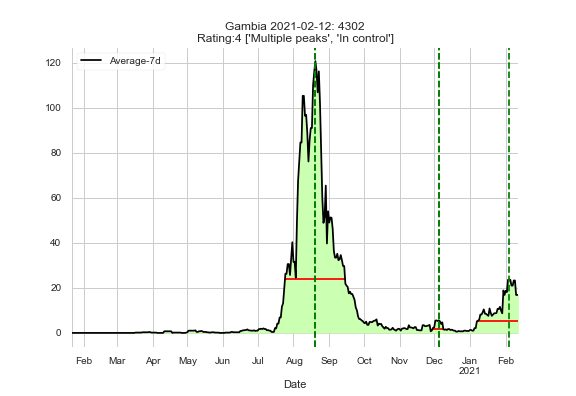 Gambia 2021-02-12: 4302
Rating:4 ['Multiple peaks', 'In control']
Average-7d
120
100
80
60
40
20
0
Feb Mar Apr May Jun Jul Aug Sep Oct Nov Dec Jan Feb
2021
Date